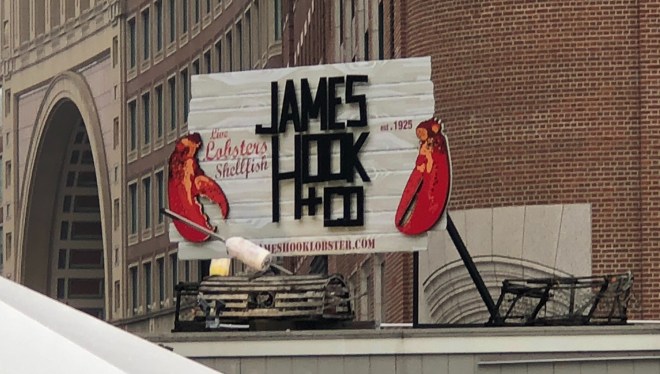 Live
Lobsters
Shellfish
JAMES
HOOK
+ CO
est. 1925
JAMESHOOKLOBSTER.COM